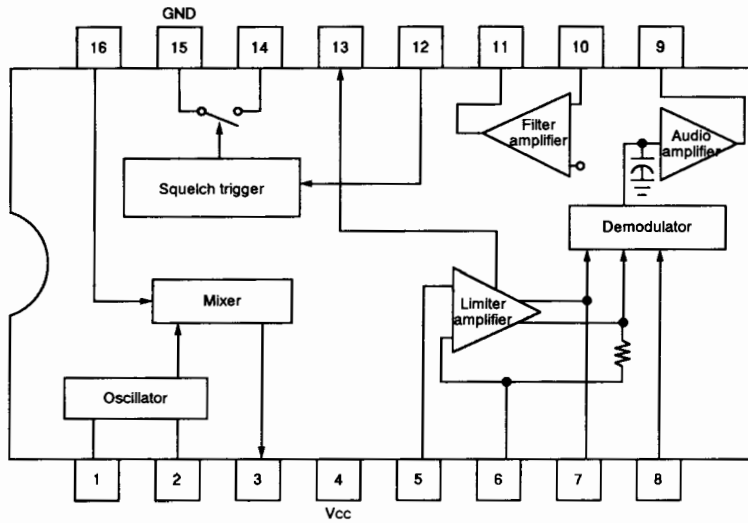 GND
16 15 14 13 12 11 10 9
Filter
amplifier
Audio
amplifier
Squelch trigger
Demodulator
Mixer
Limiter
amplifier
Oscillator
1 2 3 4 5 6 7 8
Vcc